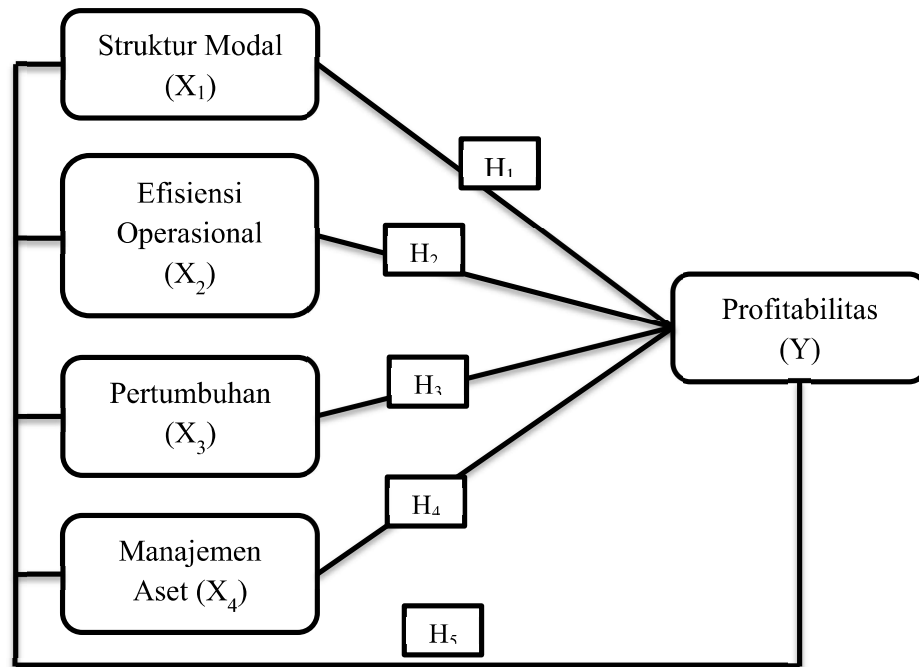 Struktur Modal
(X₁)
H₁
Efisiensi
Operasional
(X₂)
H₂
Profitabilitas
(Y)
Pertumbuhan
(X₃)
H₃
H₄
Manajemen
Aset (X₄)
H₅